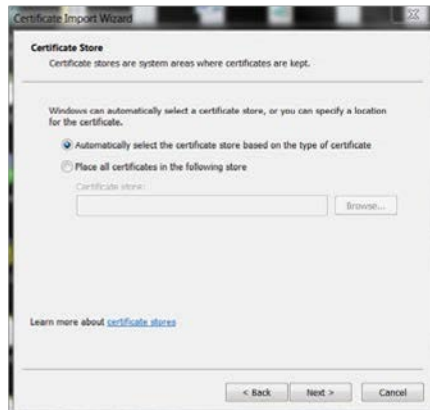 Certificate Import Wizard
Certificate Store
Certificate stores are system areas where certificates are kept.
Windows can automatically select a certificate store, or you can specify a location
for the certificate.
Automatically select the certificate store based on the type of certificate
Place all certificates in the following store
Certificate store:
Browse...
Learn more about certificate stores
< Back
Next >
Cancel